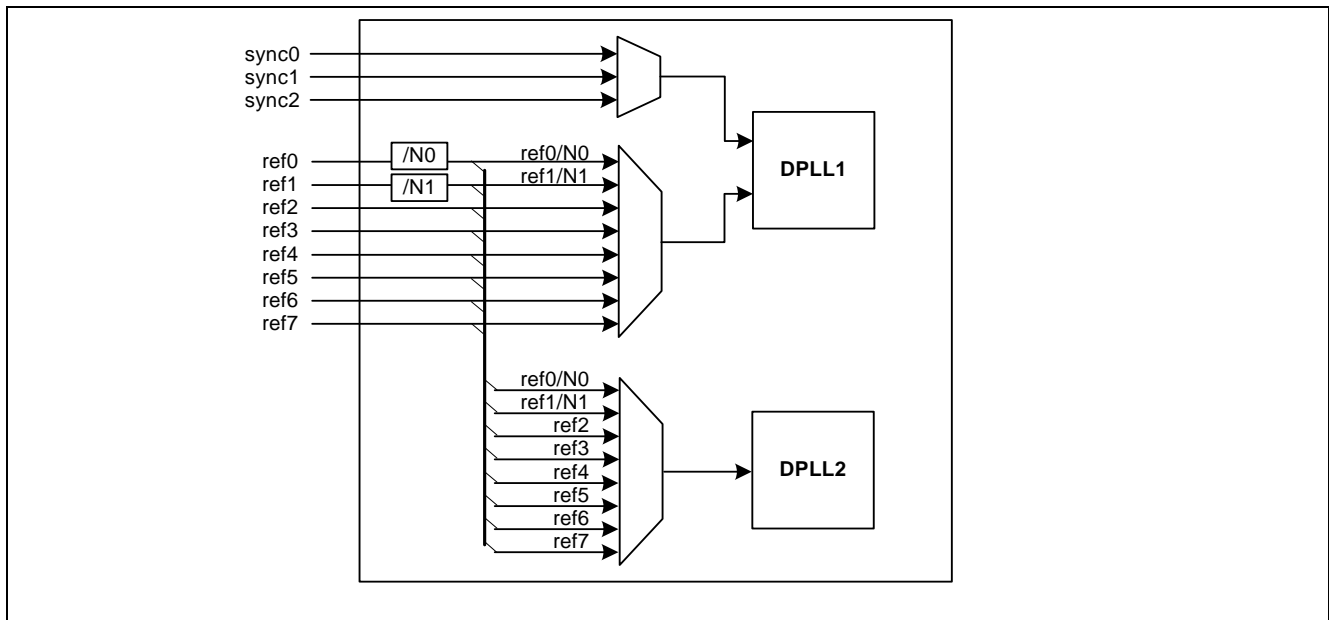 sync0
sync1
sync2
ref0
/N0
ref0/N0
ref1
/N1
ref1/N1
ref2
ref3
ref4
ref5
ref6
ref7
DPLL1
ref0/N0
ref1/N1
ref2
ref3
ref4
ref5
ref6
ref7
DPLL2